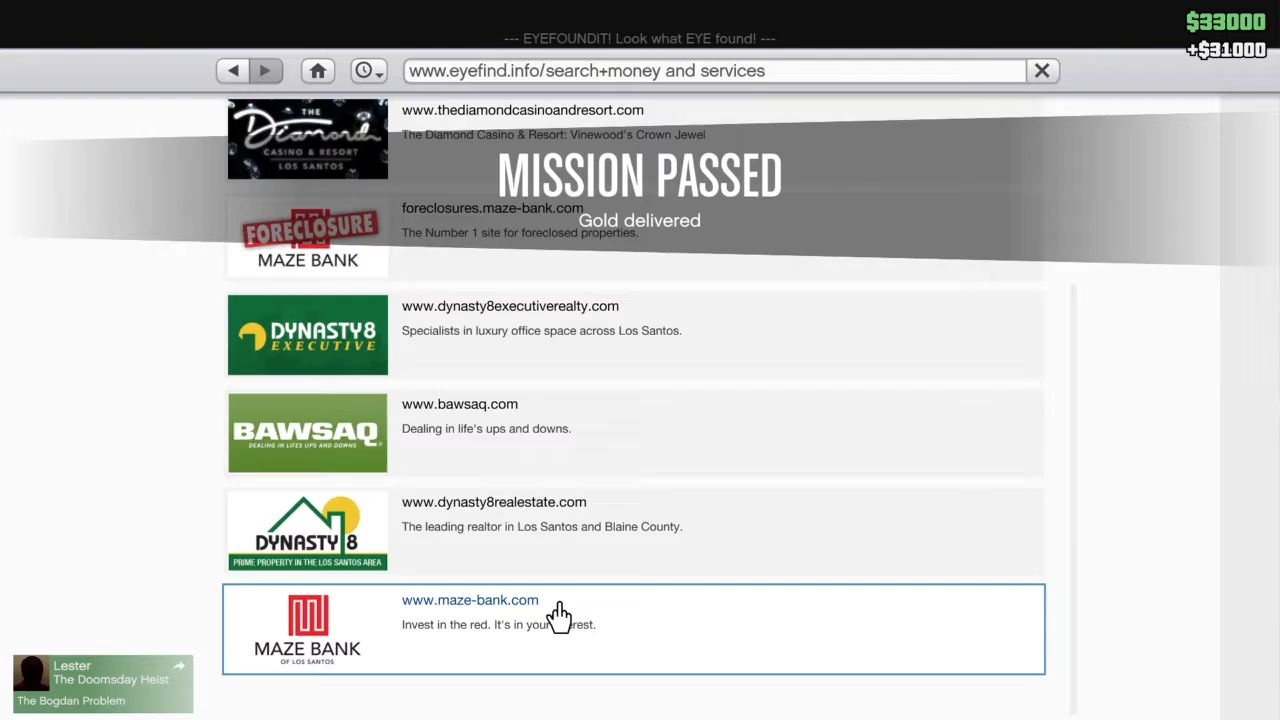 $33000
--- EYEFOUNDIT! Look what EYE found! ---
+$31000
www.eyefind.info/search+money and services
THE
Diamond
CASINO & RESORT
LOS SANTOS
www.thediamondcasinoandresort.com
The Diamond Casino & Resort: Vinewood's Crown Jewel
MISSION PASSED
Gold delivered
FORECLOSURE
MAZE BANK
foreclosures.maze-bank.com
The Number 1 site for foreclosed properties.
DYNASTY 8
EXECUTIVE
www.dynasty8executiverealty.com
Specialists in luxury office space across Los Santos.
BAWSAQ
DEALING IN LIFE'S UPS AND DOWNS
www.bawsaq.com
Dealing in life's ups and downs.
DYNASTY 8
PRIME PROPERTY IN THE LOS SANTOS AREA
www.dynasty8realestate.com
The leading realtor in Los Santos and Blaine County.
MAZE BANK
OF LOS SANTOS
www.maze-bank.com
Invest in the red. It's in your erest.
Lester
The Doomsday Heist
The Bogdan Problem